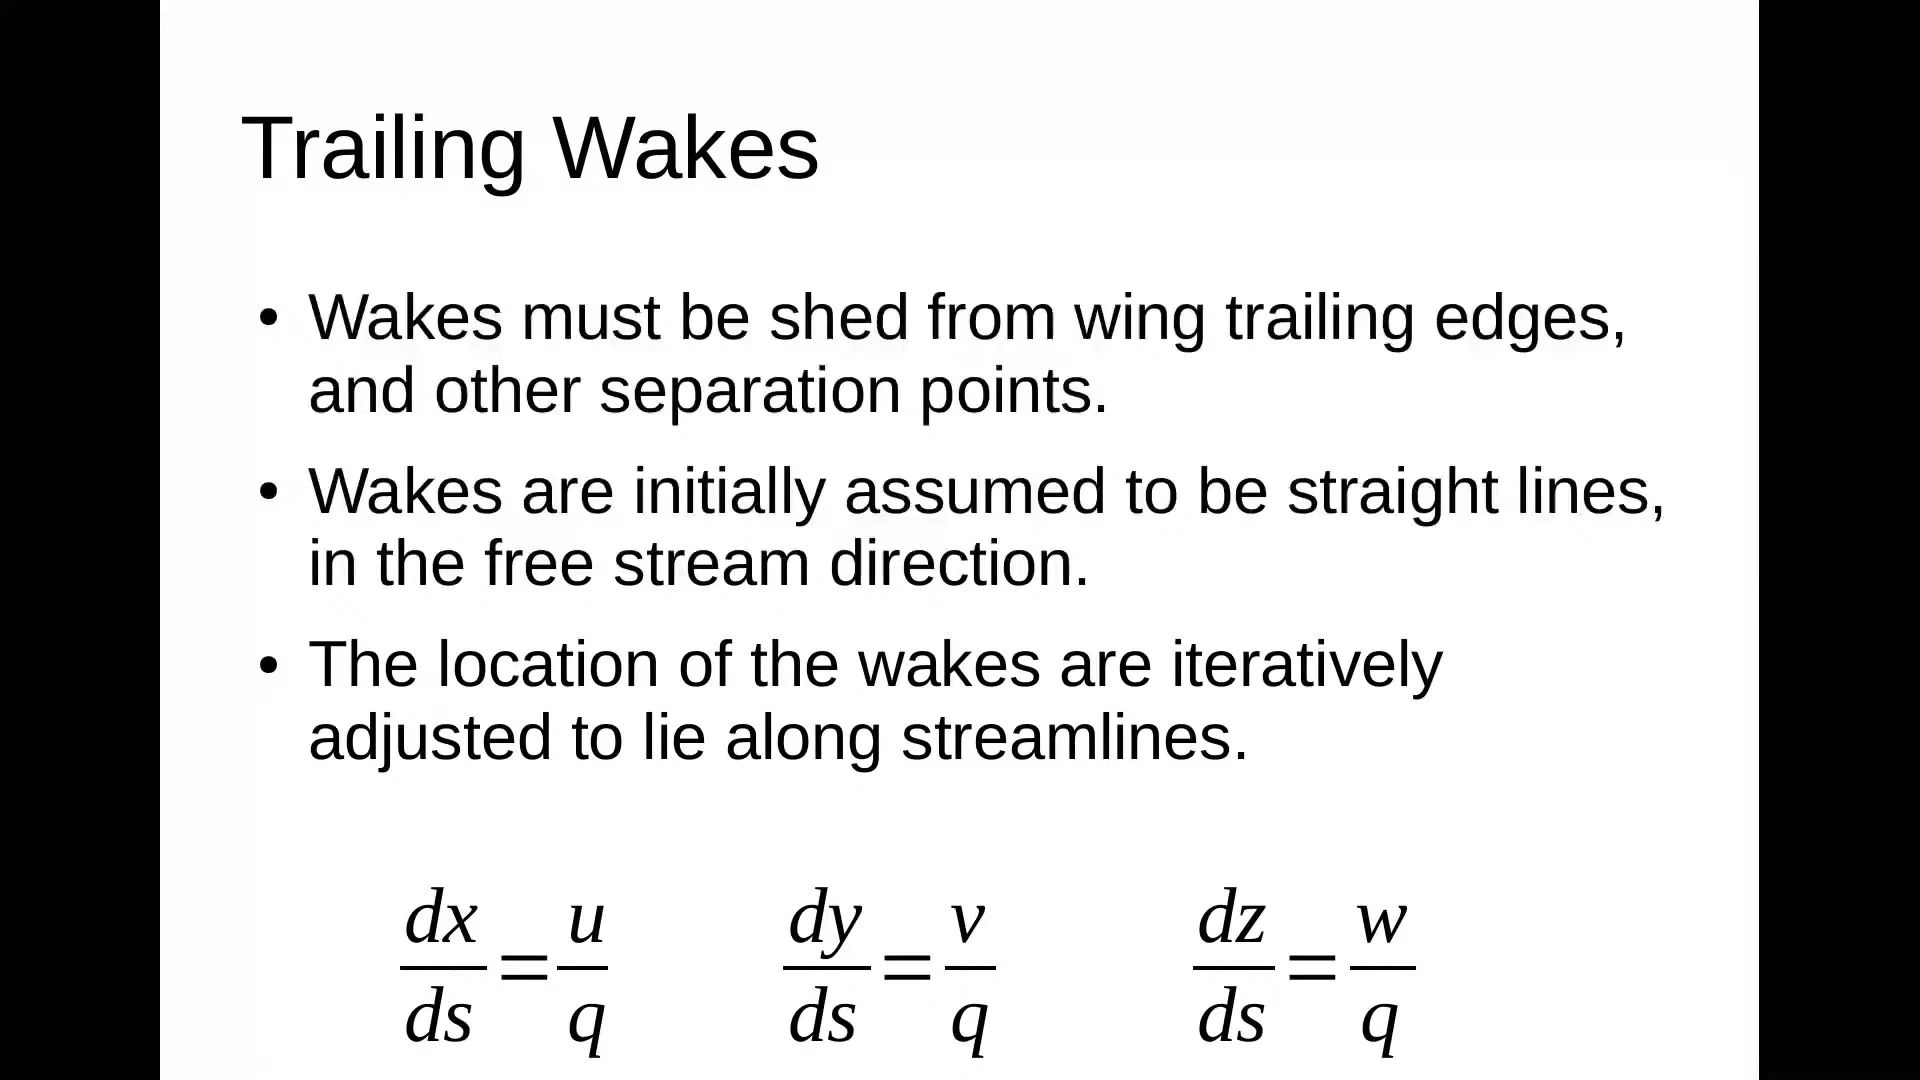 Trailing Wakes
• Wakes must be shed from wing trailing edges,
and other separation points.
• Wakes are initially assumed to be straight lines,
in the free stream direction.
• The location of the wakes are iteratively
adjusted to lie along streamlines.
dx/ds = u/q  dy/ds = v/q  dz/ds = w/q